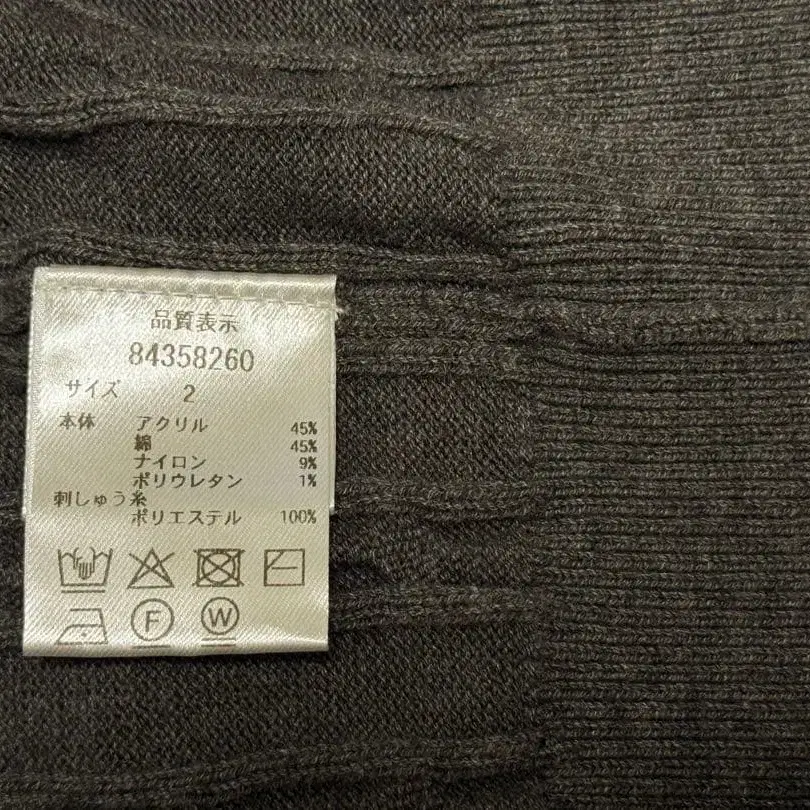 品質表示
84358260
サイズ 2
本体 アクリル 45%
綿 45%
ナイロン 9%
ポリウレタン 1%
刺しゅう糸
ポリエステル 100%
F W